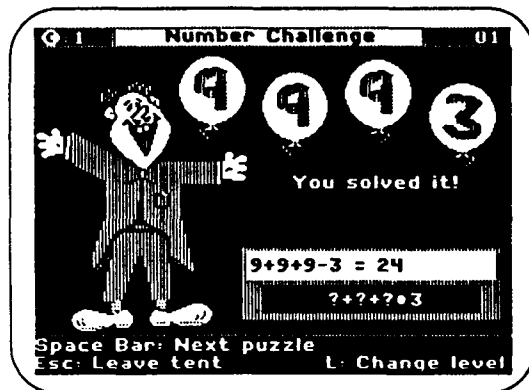 1 Number Challenge 01
9 9 9 3
You solved it!
9+9+9-3 = 24
?+?+?•3
Space Bar: Next puzzle
Esc: Leave tent L: Change level